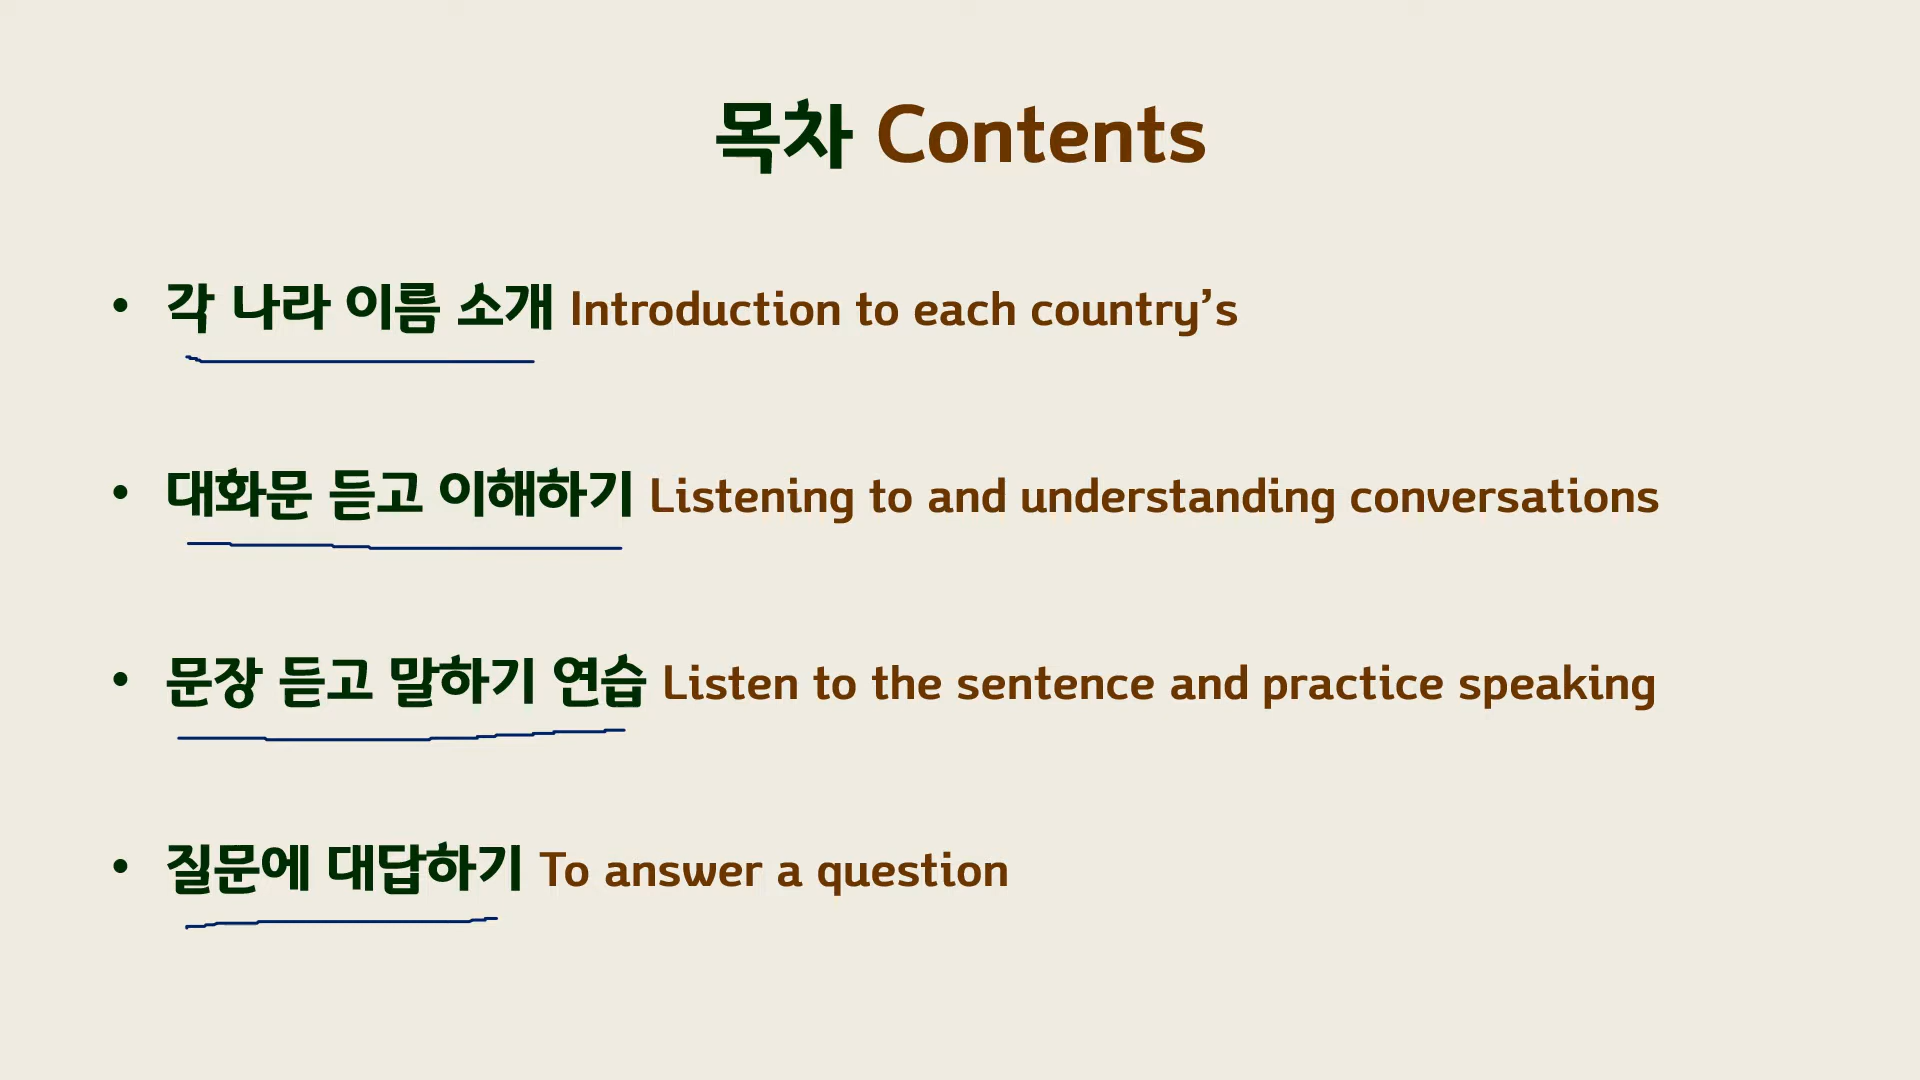 목차 Contents
• 각 나라 이름 소개 Introduction to each country’s
• 대화문 듣고 이해하기 Listening to and understanding conversations
• 문장 듣고 말하기 연습 Listen to the sentence and practice speaking
• 질문에 대답하기 To answer a question